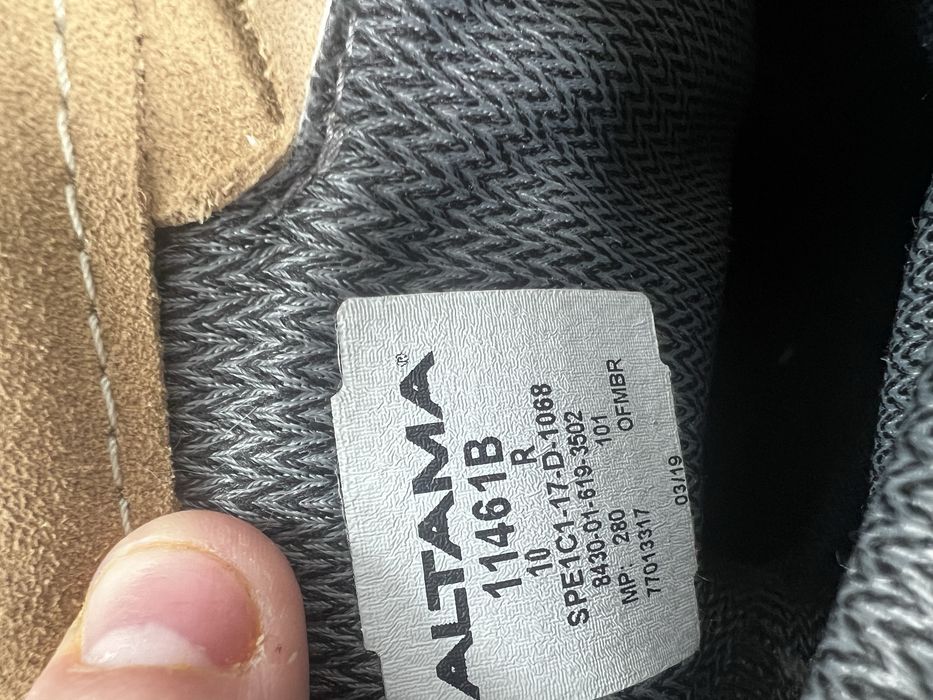 ALTAMA®
11461B
10 R
SPE1C1-17-D-1068
8430-01-619-3502
MP: 280 101
77013317 OFMBR
03/19